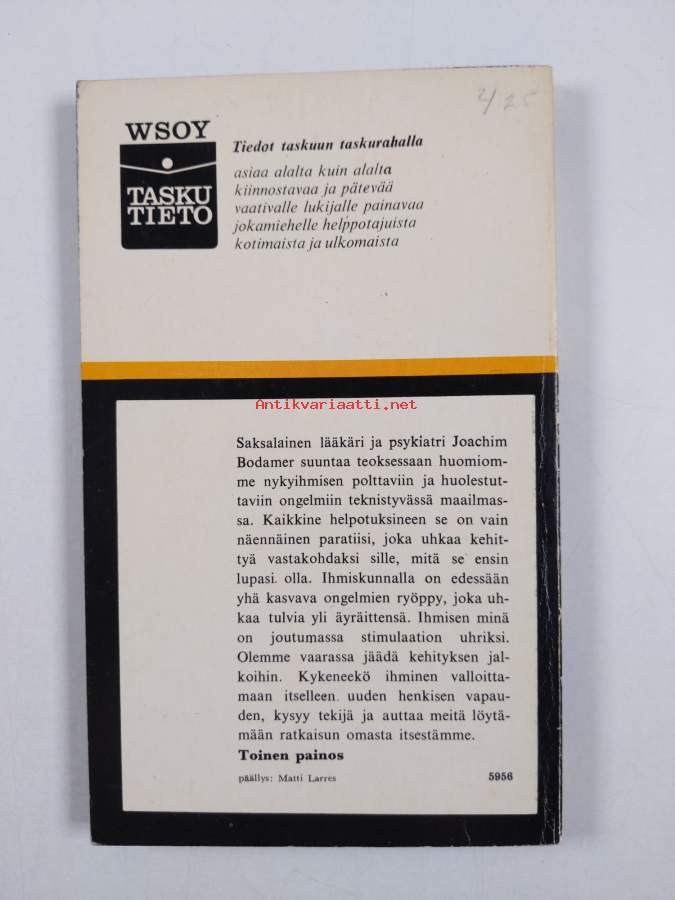 2/25
WSOY
TASKU
TIETO
Tiedot taskuun taskurahalla
asiaa alalta kuin alalta
kiinnostavaa ja pätevää
vaativalle lukijalle painavaa
jokamiehelle helppotajuista
kotimaista ja ulkomaista
Antikvariaatti.net
Saksalainen lääkäri ja psykiatri Joachim
Bodamer suuntaa teoksessaan huomiom-
me nykyihmisen polttaviin ja huolestut-
taviin ongelmiin teknistyvässä maailmas-
sa. Kaikkine helpotuksineen se on vain
näennäinen paratiisi, joka uhkaa kehit-
tyä vastakohdaksi sille, mitä se ensin
lupasi olla. Ihmiskunnalla on edessään
yhä kasvava ongelmien ryöppy, joka uh-
kaa tulvia yli äyräittensä. Ihmisen minä
on joutumassa stimulaation uhriksi.
Olemme vaarassa jäädä kehityksen jal-
koihin. Kykeneekö ihminen valloitta-
maan itselleen uuden henkisen vapau-
den, kysyy tekijä ja auttaa meitä löytä-
mään ratkaisun omasta itsestämme.
Toinen painos
päällys: Matti Larres 5956